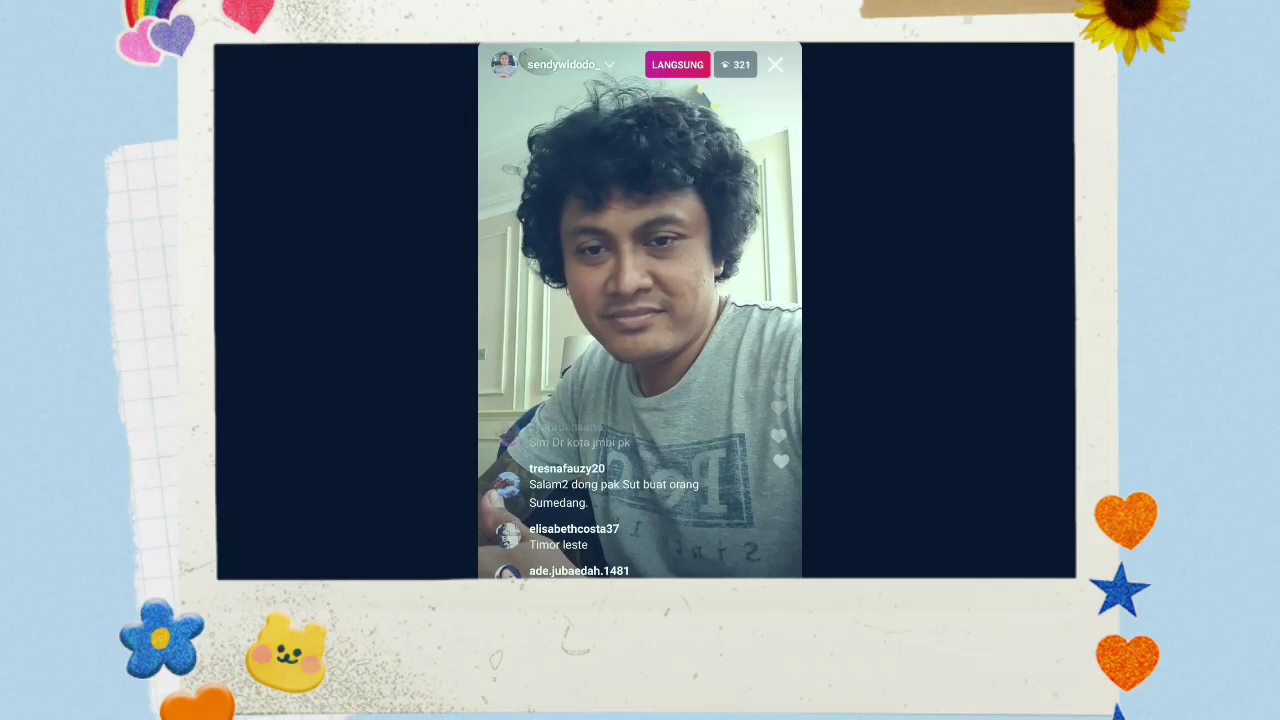 sendywidodo_
LANGSUNG
321
Slm Dr kota jmbi pk
tresnafauzy20
Salam2 dong pak Sut buat orang
Sumedang.
elisabethcosta37
Timor leste
ade.jubaedah.1481